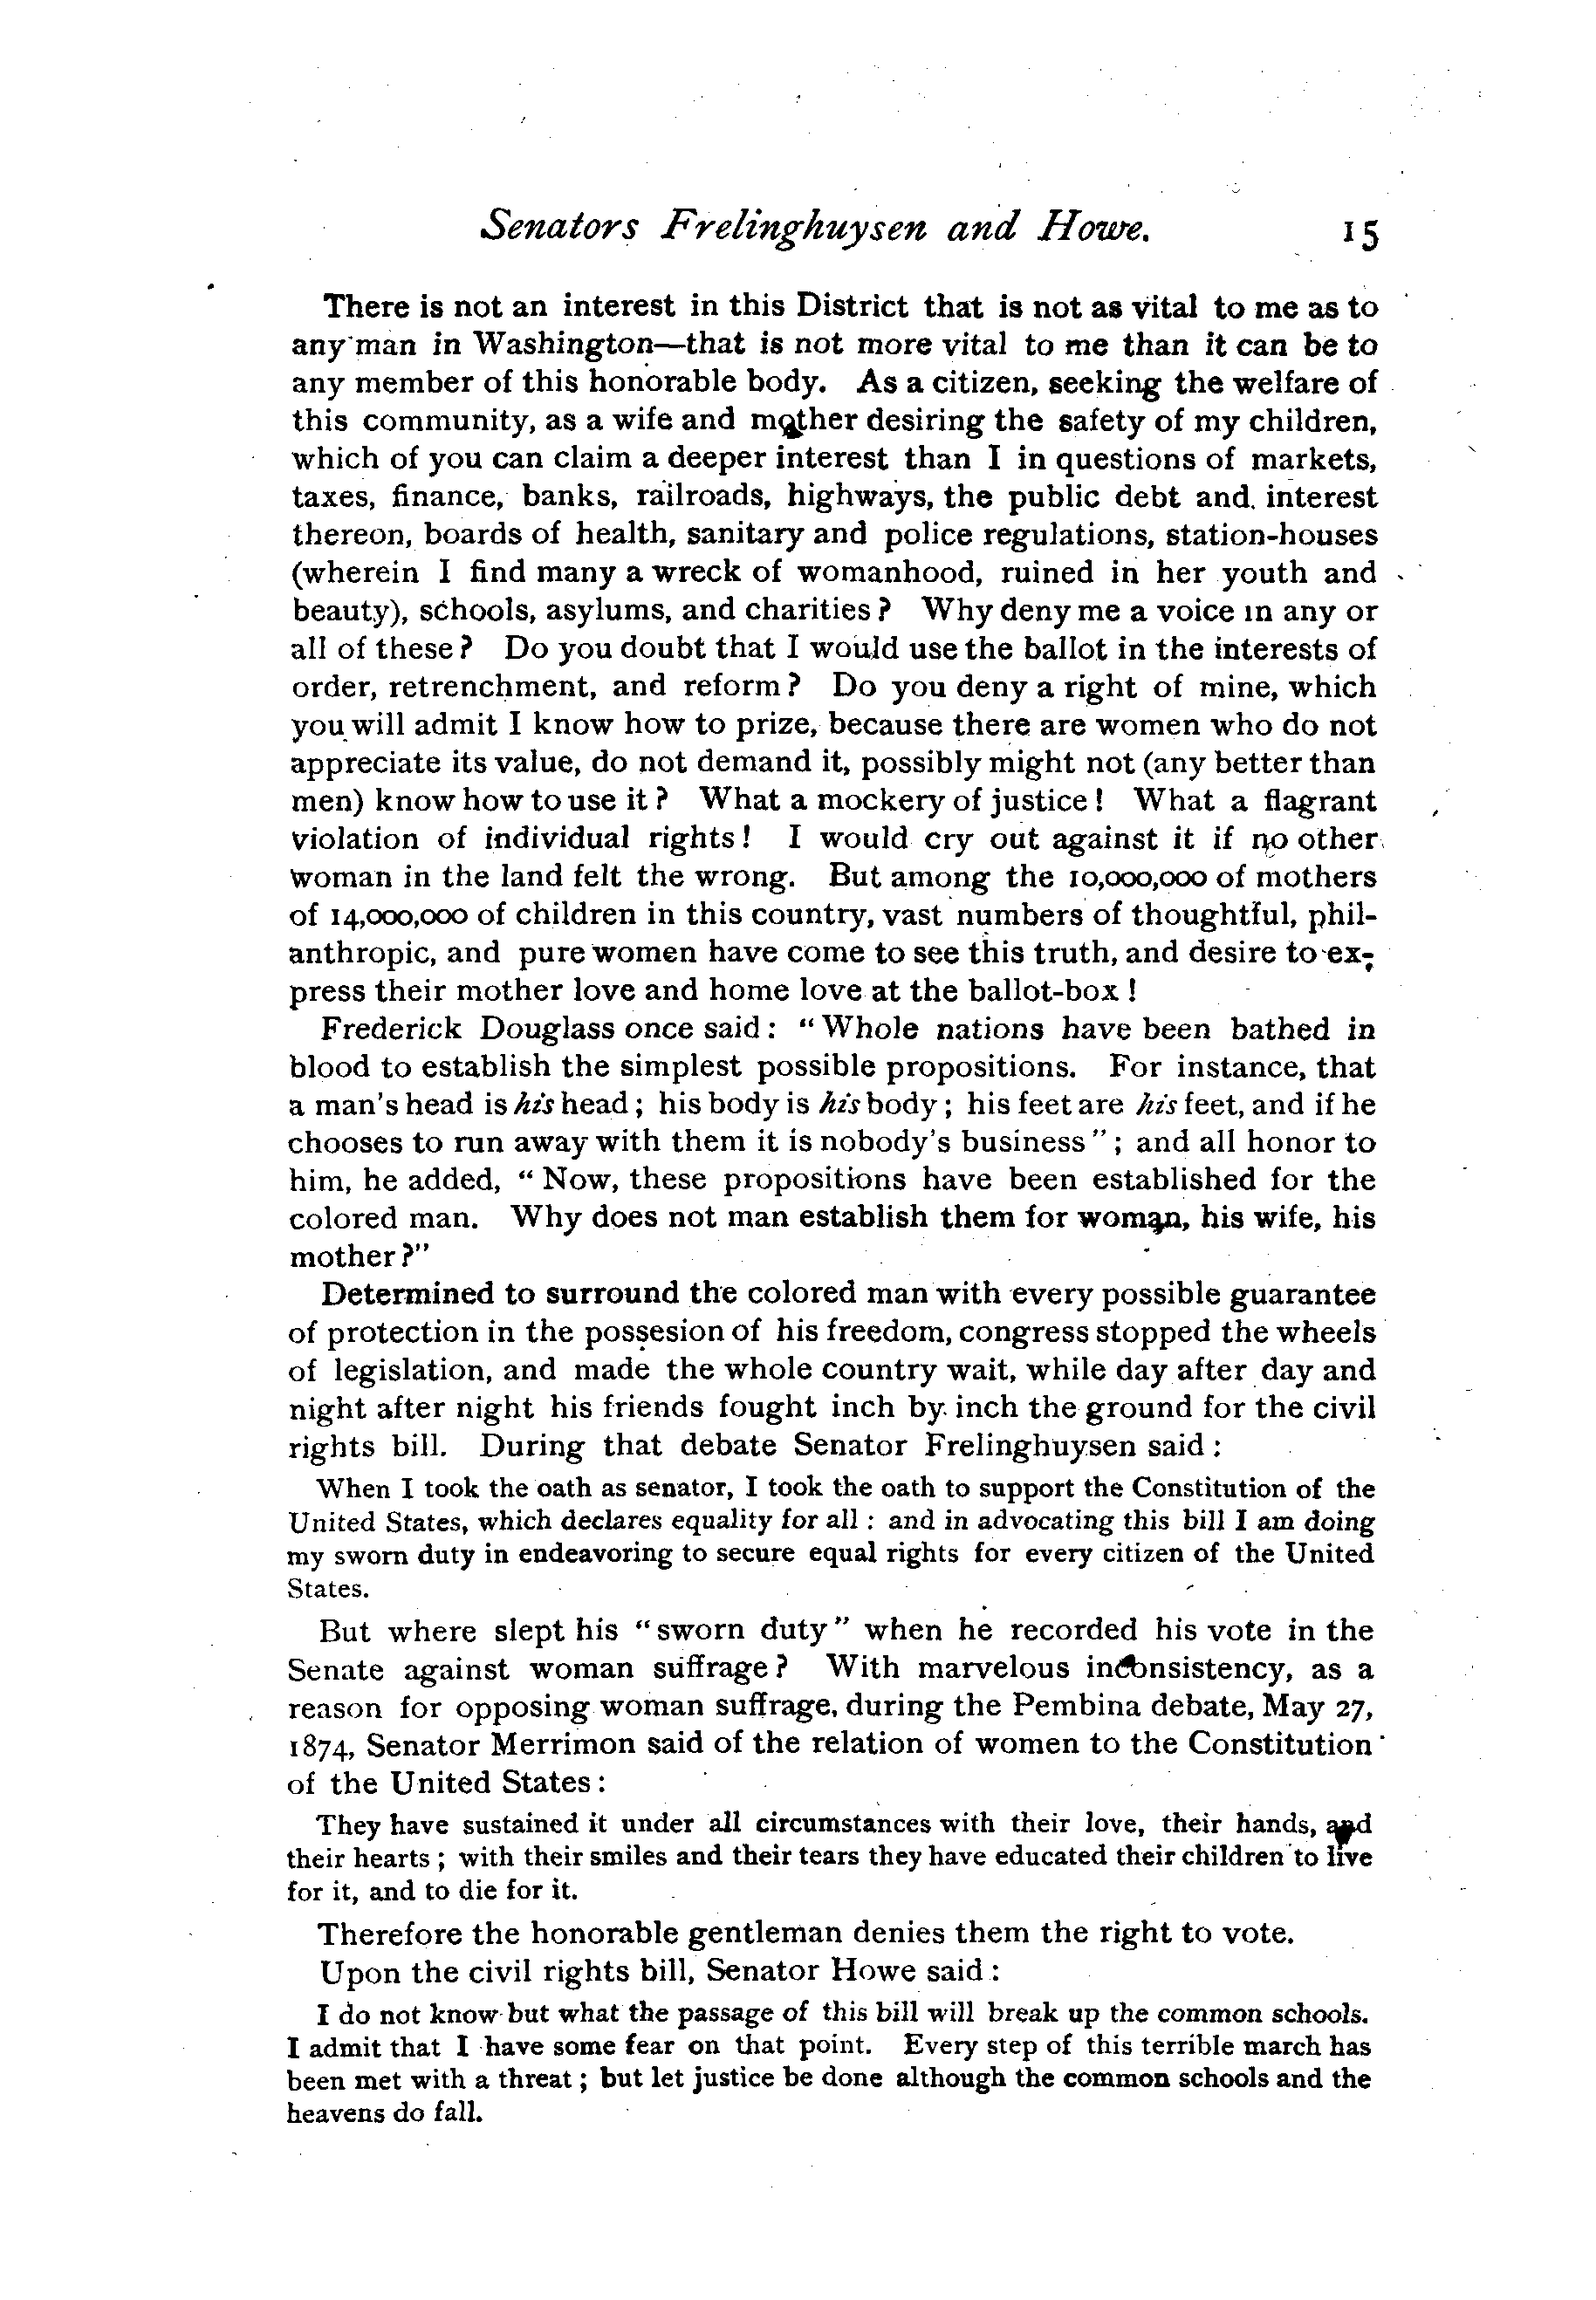 Senators Frelinghuysen and Howe. 15
There is not an interest in this District that is not as vital to me as to
any man in Washington—that is not more vital to me than it can be to
any member of this honorable body. As a citizen, seeking the welfare of
this community, as a wife and mother desiring the safety of my children,
which of you can claim a deeper interest than I in questions of markets,
taxes, finance, banks, railroads, highways, the public debt and interest
thereon, boards of health, sanitary and police regulations, station-houses
(wherein I find many a wreck of womanhood, ruined in her youth and
beauty), schools, asylums, and charities? Why deny me a voice in any or
all of these? Do you doubt that I would use the ballot in the interests of
order, retrenchment, and reform? Do you deny a right of mine, which
you will admit I know how to prize, because there are women who do not
appreciate its value, do not demand it, possibly might not (any better than
men) know how to use it? What a mockery of justice! What a flagrant
violation of individual rights! I would cry out against it if no other
woman in the land felt the wrong. But among the 10,000,000 of mothers
of 14,000,000 of children in this country, vast numbers of thoughtful, phil-
anthropic, and pure women have come to see this truth, and desire to ex-
press their mother love and home love at the ballot-box!
Frederick Douglass once said: "Whole nations have been bathed in
blood to establish the simplest possible propositions. For instance, that
a man's head is his head; his body is his body; his feet are his feet, and if he
chooses to run away with them it is nobody's business"; and all honor to
him, he added, "Now, these propositions have been established for the
colored man. Why does not man establish them for woman, his wife, his
mother?"
Determined to surround the colored man with every possible guarantee
of protection in the possesion of his freedom, congress stopped the wheels
of legislation, and made the whole country wait, while day after day and
night after night his friends fought inch by inch the ground for the civil
rights bill. During that debate Senator Frelinghuysen said:
When I took the oath as senator, I took the oath to support the Constitution of the
United States, which declares equality for all: and in advocating this bill I am doing
my sworn duty in endeavoring to secure equal rights for every citizen of the United
States.
But where slept his "sworn duty" when he recorded his vote in the
Senate against woman suffrage? With marvelous inconsistency, as a
reason for opposing woman suffrage, during the Pembina debate, May 27,
1874, Senator Merrimon said of the relation of women to the Constitution
of the United States:
They have sustained it under all circumstances with their love, their hands, and
their hearts; with their smiles and their tears they have educated their children to live
for it, and to die for it.
Therefore the honorable gentleman denies them the right to vote.
Upon the civil rights bill, Senator Howe said:
I do not know but what the passage of this bill will break up the common schools.
I admit that I have some fear on that point. Every step of this terrible march has
been met with a threat; but let justice be done although the common schools and the
heavens do fall.